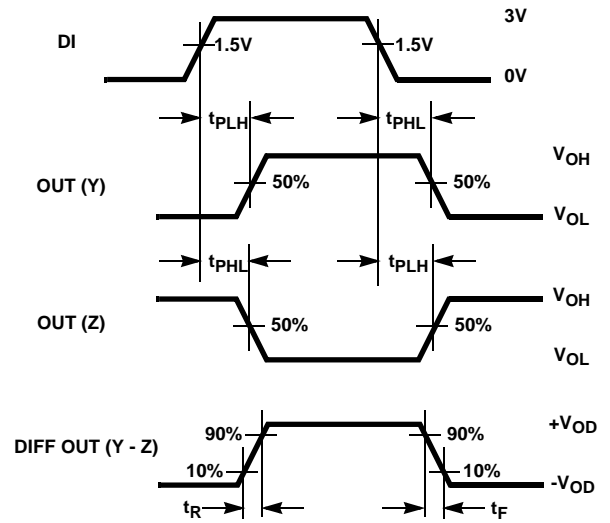 3V
DI
1.5V
1.5V
0V
tPLH
tPHL
VOH
OUT (Y)
50%
50%
VOL
tPHL
tPLH
VOH
OUT (Z)
50%
50%
VOL
+VOD
DIFF OUT (Y - Z)
90%
90%
10%
10%
-VOD
tR
tF